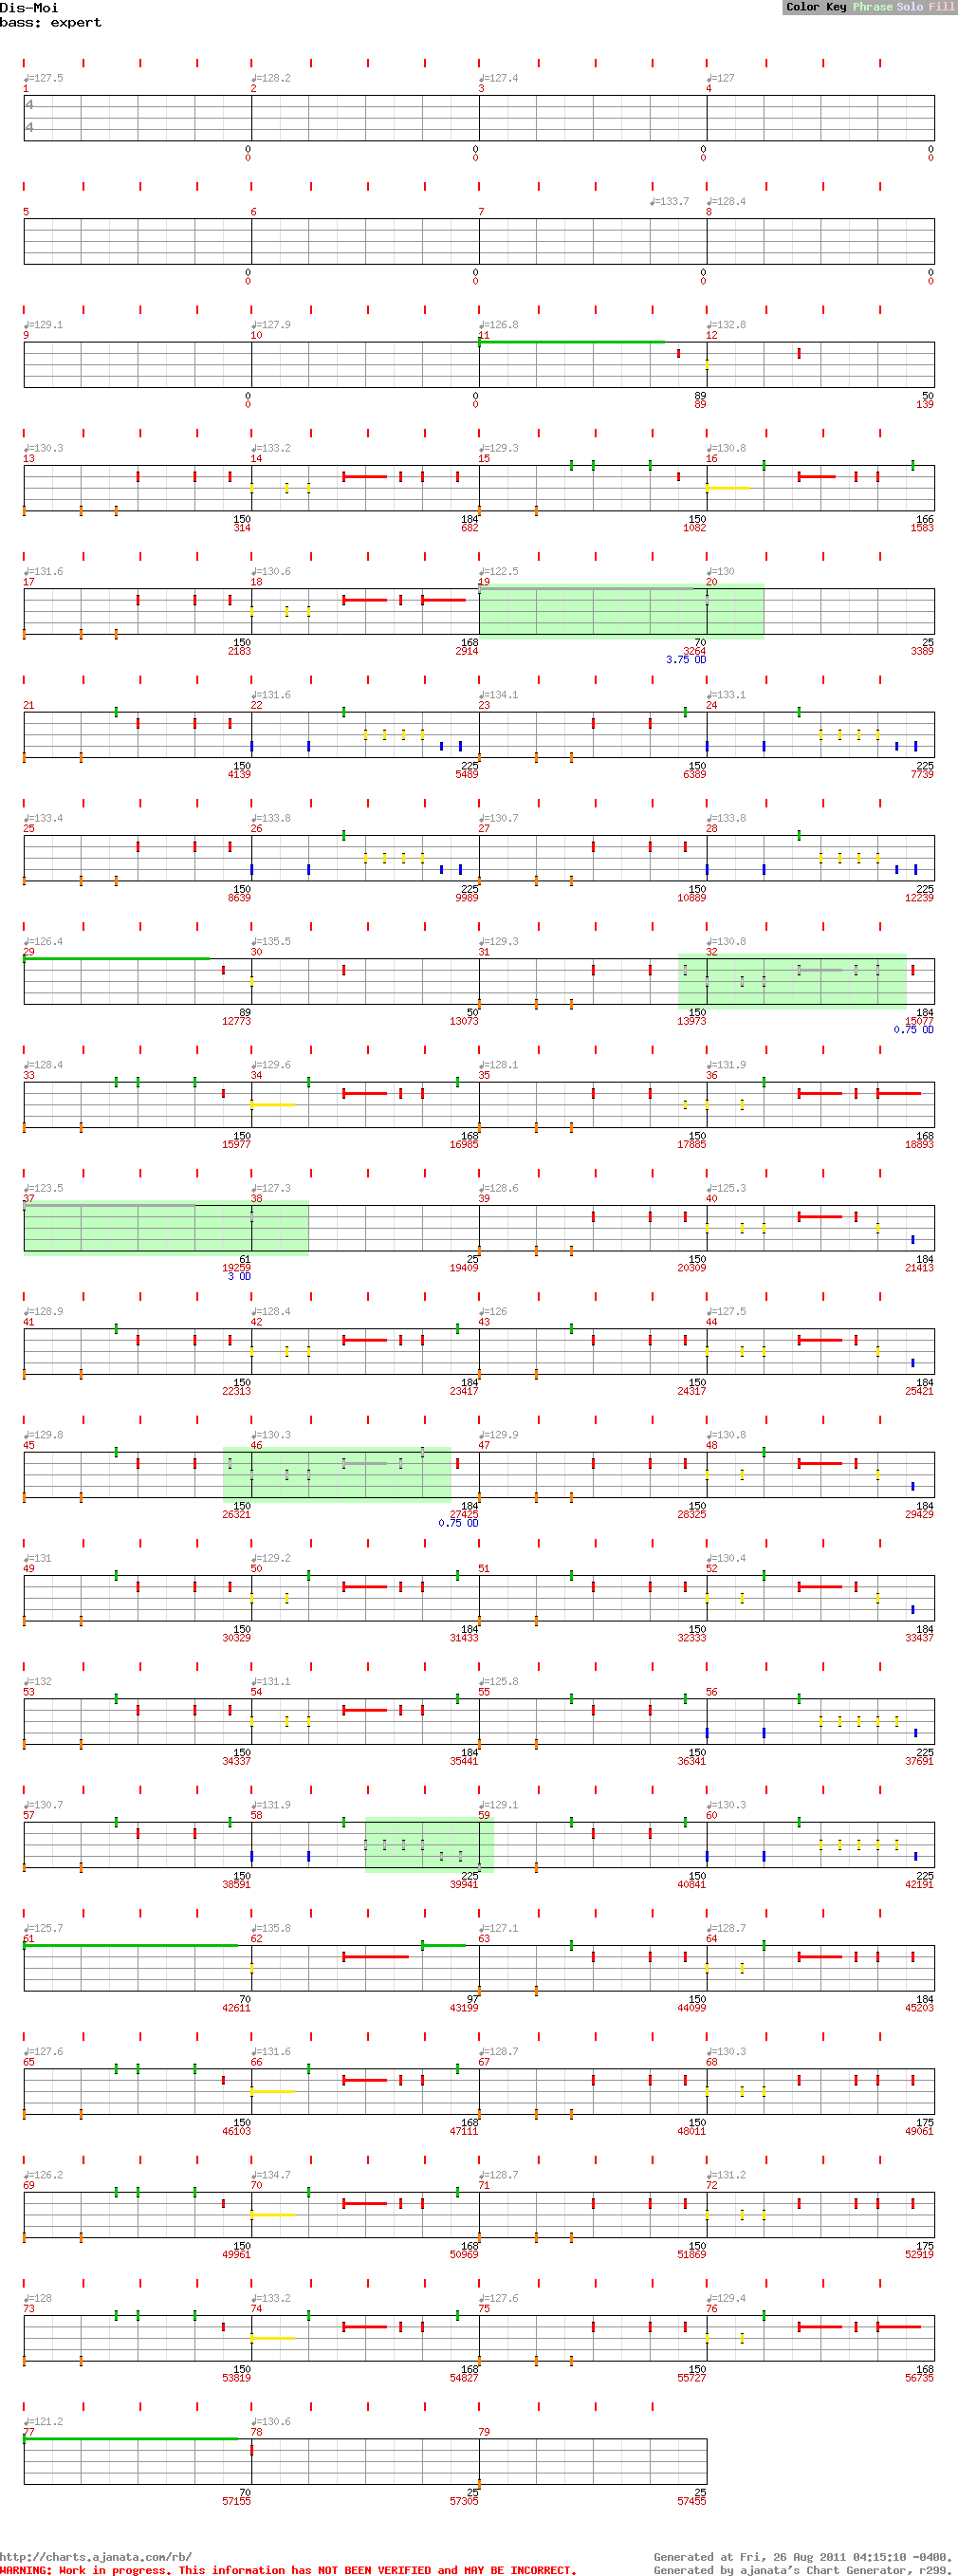 Dis-Moi
bass: expert
Color Key Phrase Solo Fill
♩=127.5 ♩=128.2 ♩=127.4 ♩=127
1 2 3 4
4
4
0 0 0 0
0 0 0 0
♩=133.7 ♩=128.4
5 6 7 8
0 0 0 0
0 0 0 0
♩=129.1 ♩=127.9 ♩=126.8 ♩=132.8
9 10 11 12
0 0 89 50
0 0 89 139
♩=130.3 ♩=133.2 ♩=129.3 ♩=130.8
13 14 15 16
150 184 150 166
314 682 1082 1583
♩=131.6 ♩=130.6 ♩=122.5 ♩=130
17 18 19 20
150 168 70 25
2183 2914 3264 3389
3.75 OD
♩=131.6 ♩=134.1 ♩=133.1
21 22 23 24
150 225 150 225
4139 5489 6389 7739
♩=133.4 ♩=133.8 ♩=130.7 ♩=133.8
25 26 27 28
150 225 150 225
8639 9989 10889 12239
♩=126.4 ♩=135.5 ♩=129.3 ♩=130.8
29 30 31 32
89 50 150 184
12773 13073 13973 15077
0.75 OD
♩=128.4 ♩=129.6 ♩=128.1 ♩=131.9
33 34 35 36
150 168 150 168
15977 16985 17885 18893
♩=123.5 ♩=127.3 ♩=128.6 ♩=125.3
37 38 39 40
61 25 150 184
19259 19409 20309 21413
3 OD
♩=128.9 ♩=128.4 ♩=126 ♩=127.5
41 42 43 44
150 184 150 184
22313 23417 24317 25421
♩=129.8 ♩=130.3 ♩=129.9 ♩=130.8
45 46 47 48
150 184 150 184
26321 27425 28325 29429
0.75 OD
♩=131 ♩=129.2 ♩=130.4
49 50 51 52
150 184 150 184
30329 31433 32333 33437
♩=132 ♩=131.1 ♩=125.8
53 54 55 56
150 184 150 225
34337 35441 36341 37691
♩=130.7 ♩=131.9 ♩=129.1 ♩=130.3
57 58 59 60
150 225 150 225
38591 39941 40841 42191
♩=125.7 ♩=135.8 ♩=127.1 ♩=128.7
61 62 63 64
70 97 150 184
42611 43199 44099 45203
♩=127.6 ♩=131.6 ♩=128.7 ♩=130.3
65 66 67 68
150 168 150 175
46103 47111 48011 49061
♩=126.2 ♩=134.7 ♩=128.7 ♩=131.2
69 70 71 72
150 168 150 175
49961 50969 51869 52919
♩=128 ♩=133.2 ♩=127.6 ♩=129.4
73 74 75 76
150 168 150 168
53819 54827 55727 56735
♩=121.2 ♩=130.6
77 78 79
70 25 25
57155 57305 57455
http://charts.ajanata.com/rb/ Generated at Fri, 26 Aug 2011 04:15:10 -0400.
WARNING: Work in progress. This information has NOT BEEN VERIFIED and MAY BE INCORRECT. Generated by ajanata's Chart Generator, r299.